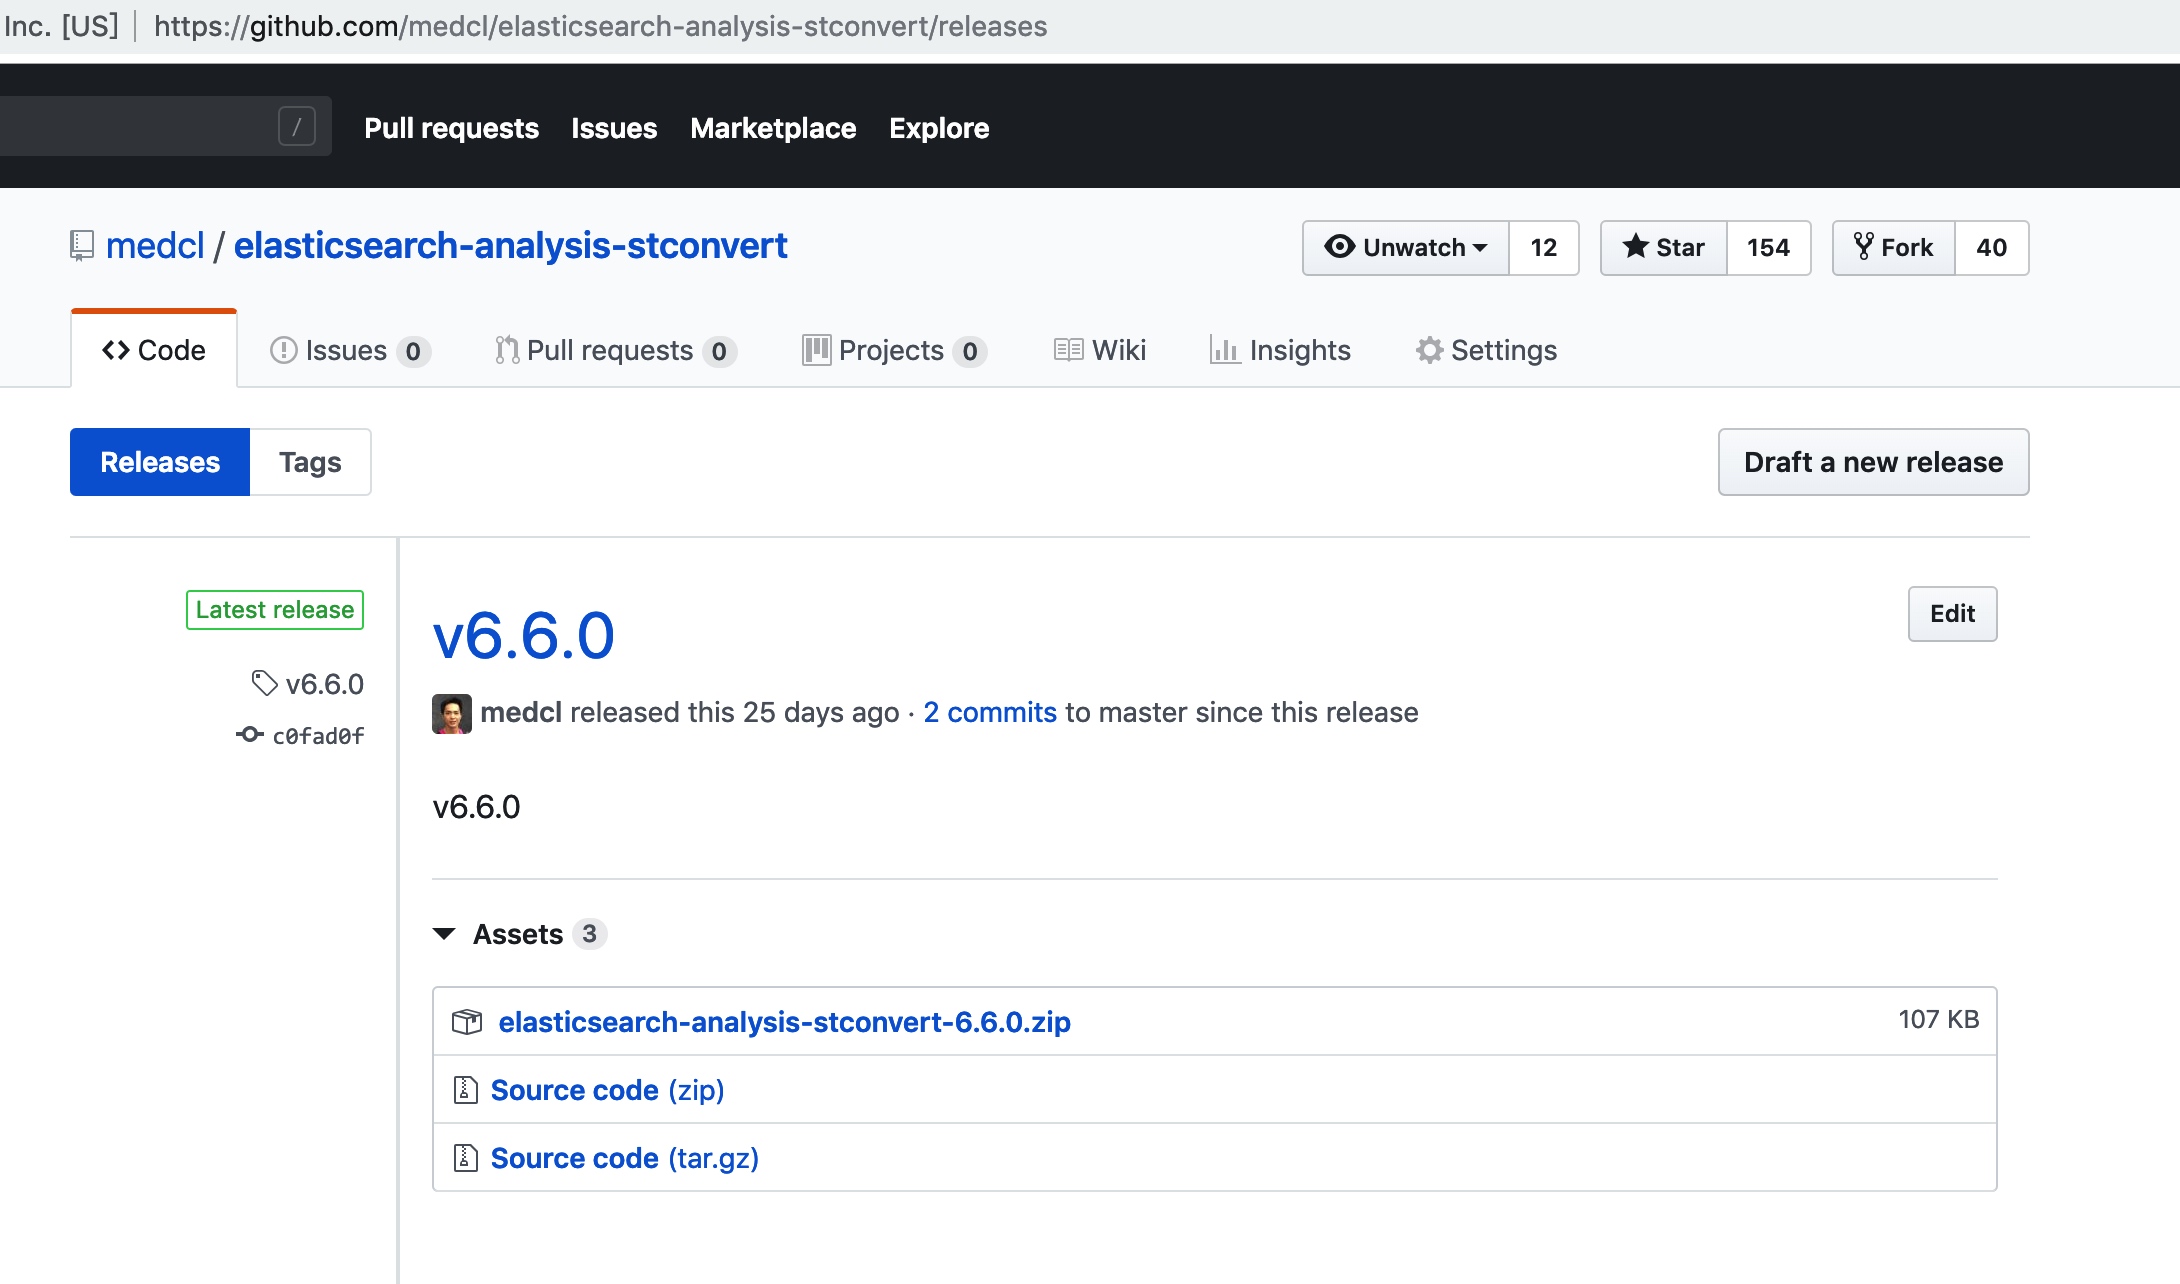 Inc. [US] | https://github.com/medcl/elasticsearch-analysis-stconvert/releases
/ Pull requests Issues Marketplace Explore
medcl / elasticsearch-analysis-stconvert Unwatch 12 Star 154 Fork 40
Code Issues 0 Pull requests 0 Projects 0 Wiki Insights Settings
Releases Tags Draft a new release
Latest release
v6.6.0
c0fad0f
v6.6.0 Edit
medcl released this 25 days ago · 2 commits to master since this release
v6.6.0
Assets 3
elasticsearch-analysis-stconvert-6.6.0.zip 107 KB
Source code (zip)
Source code (tar.gz)